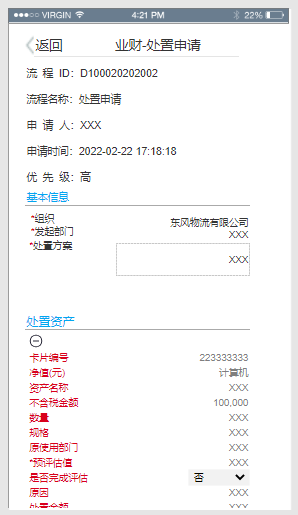 VIRGIN 4:21 PM 22%
返回 业财-处置申请
流 程 ID: D100020202002
流程名称: 处置申请
申 请 人: XXX
申请时间: 2022-02-22 17:18:18
优 先 级: 高
基本信息
*组织 东风物流有限公司
*发起部门 XXX
*处置方案 XXX
处置资产
卡片编号 223333333
净值(元) 计算机
资产名称 XXX
不含税金额 100,000
数量 XXX
规格 XXX
原使用部门 XXX
*预评估值 XXX
是否完成评估 否
原因 XXX
处置金额 XXX